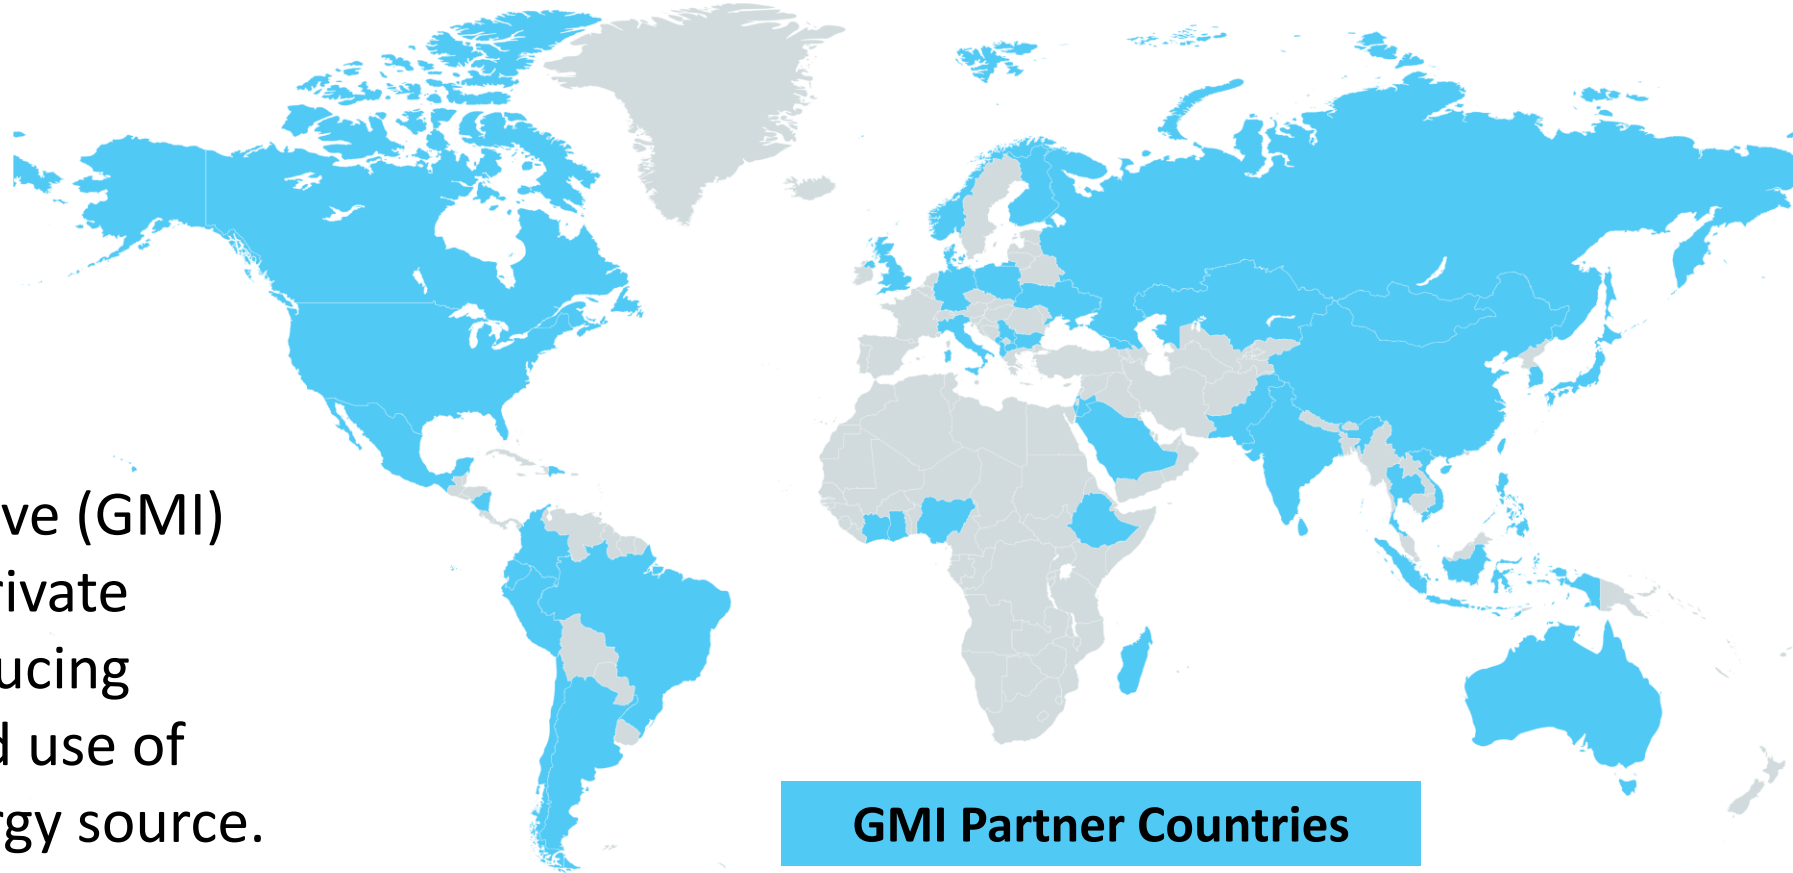 ve (GMI)
rivate
ucing
d use of
rgy source.
GMI Partner Countries